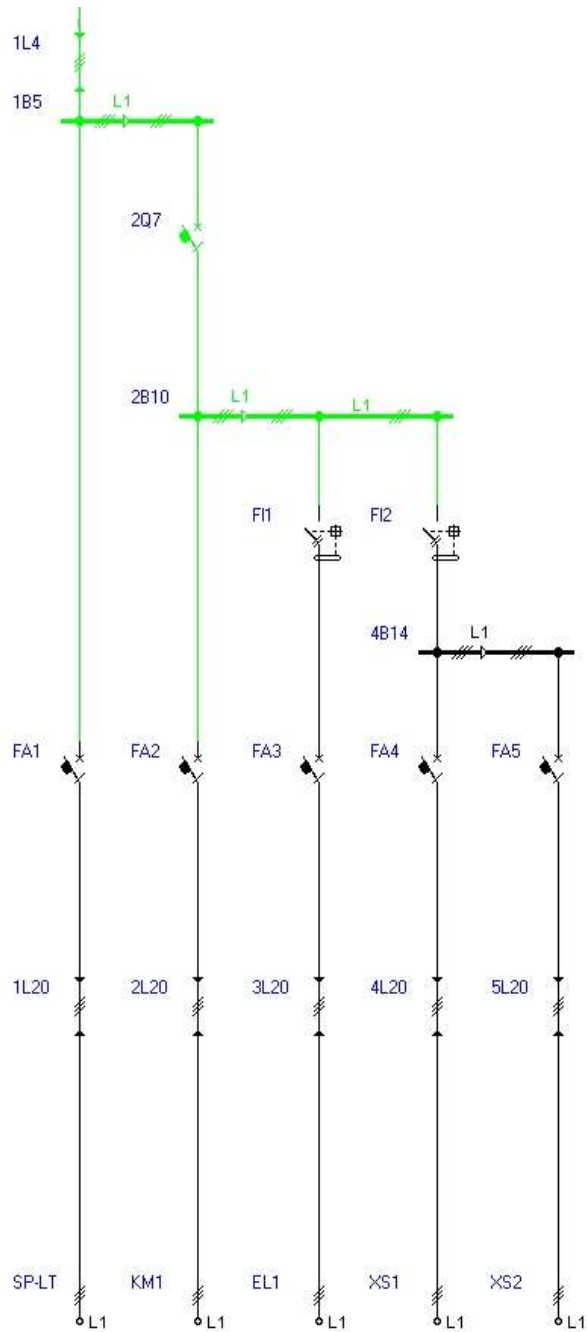 1L4
1B5 L1
2Q7
2B10 L1 L1
FI1 FI2
4B14 L1
FA1 FA2 FA3 FA4 FA5
1L20 2L20 3L20 4L20 5L20
SP-LT KM1 EL1 XS1 XS2
L1 L1 L1 L1 L1